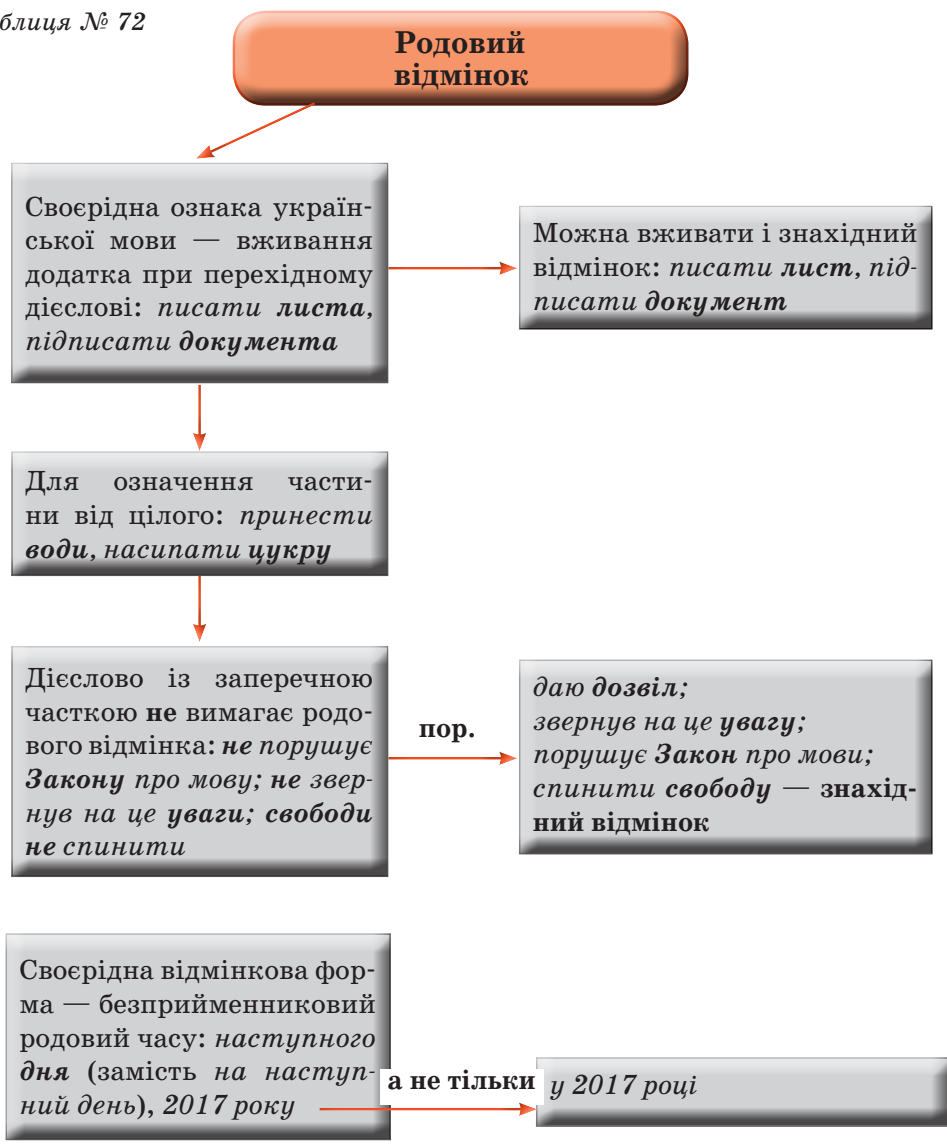 блиця № 72
Родовий
відмінок
Своєрідна ознака україн-
ської мови — вживання
додатка при перехідному
дієслові: писати листа,
підписати документа
Можна вживати і знахідний
відмінок: писати лист, під-
писати документ
Для означення части-
ни від цілого: принести
води, насипати цукру
Дієслово із заперечною
часткою не вимагає родо-
вого відмінка: не порушує
Закону про мову; не звер-
нув на це уваги; свободи
не спинити
пор.
даю дозвіл;
звернув на це увагу;
порушує Закон про мови;
спинити свободу — знахід-
ний відмінок
Своєрідна відмінкова фор-
ма — безприйменниковий
родовий часу: наступного
дня (замість на наступ-
ний день), 2017 року
а не тільки
у 2017 році